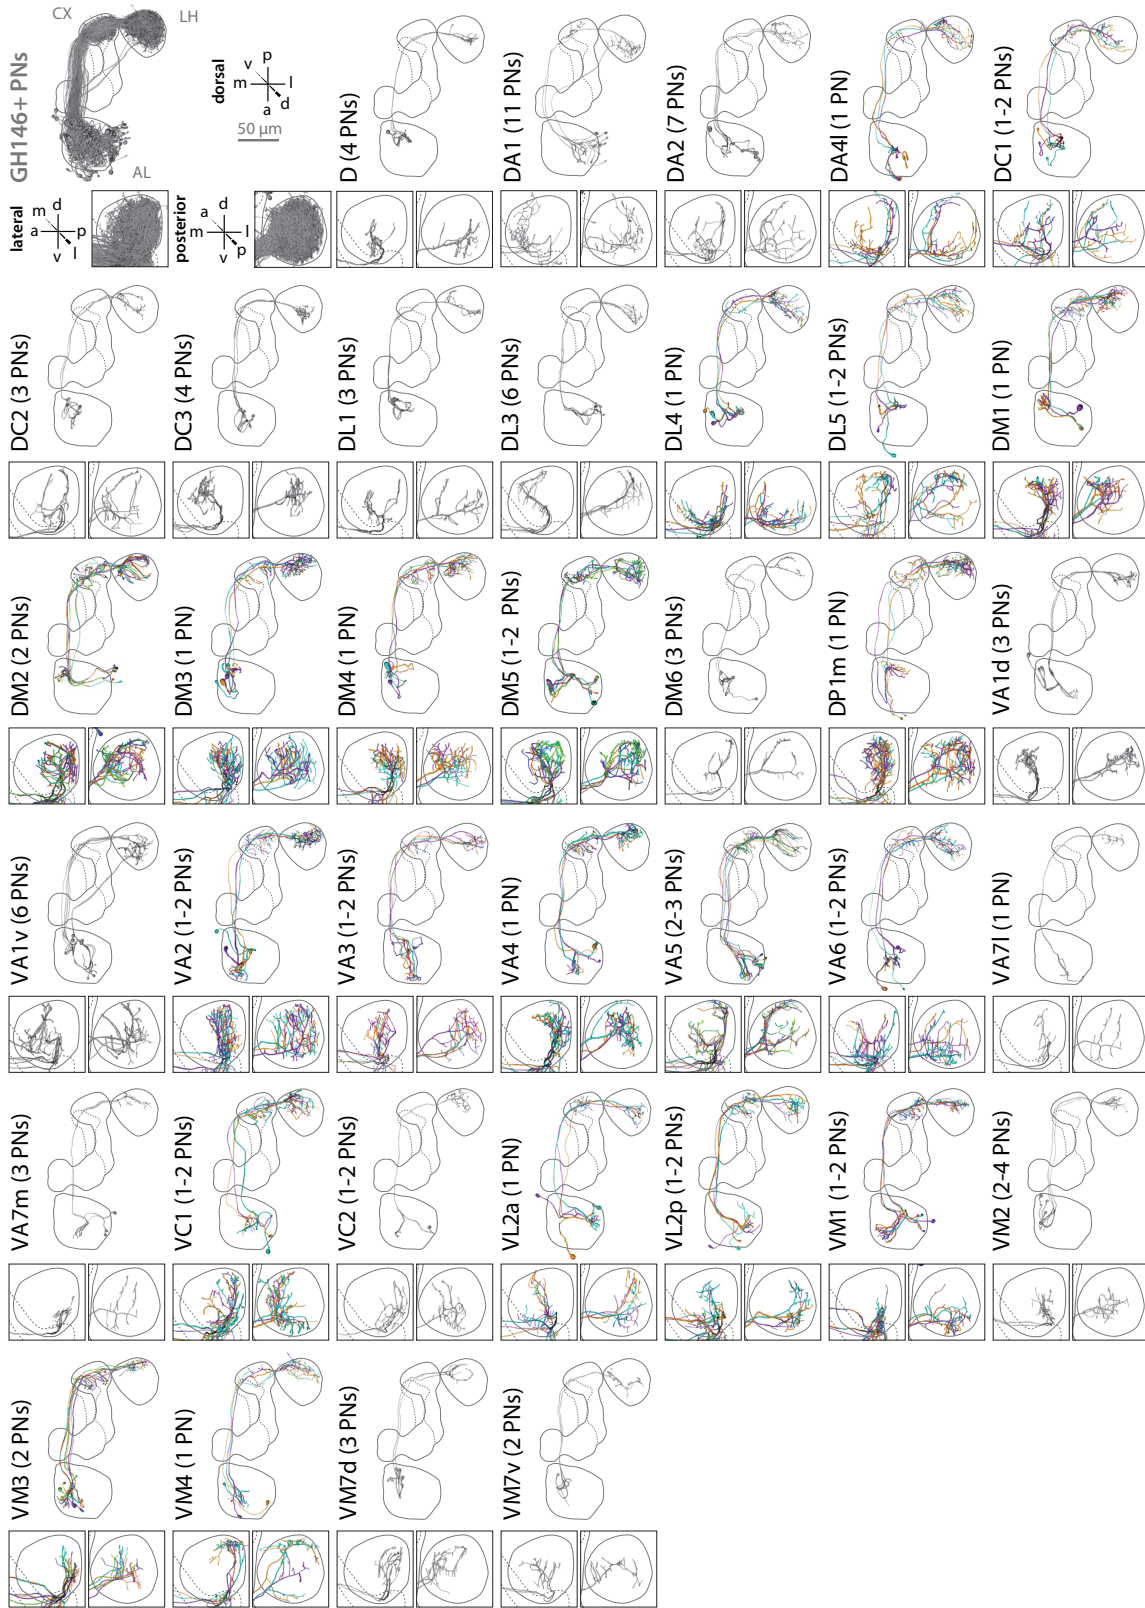 GH146+ PNs
CX
LH
AL
lateral
m
d
a
p
v
l
posterior
a
d
m
l
v
p
dorsal
v
p
m
l
a
d
50 µm
D (4 PNs)
DA1 (11 PNs)
DA2 (7 PNs)
DA4l (1 PN)
DC1 (1-2 PNs)
DC2 (3 PNs)
DC3 (4 PNs)
DL1 (3 PNs)
DL3 (6 PNs)
DL4 (1 PN)
DL5 (1-2 PNs)
DM1 (1 PN)
DM2 (2 PNs)
DM3 (1 PN)
DM4 (1 PN)
DM5 (1-2 PNs)
DM6 (3 PNs)
DP1m (1 PN)
VA1d (3 PNs)
VA1v (6 PNs)
VA2 (1-2 PNs)
VA3 (1-2 PNs)
VA4 (1 PN)
VA5 (2-3 PNs)
VA6 (1-2 PNs)
VA7l (1 PN)
VA7m (3 PNs)
VC1 (1-2 PNs)
VC2 (1-2 PNs)
VL2a (1 PN)
VL2p (1-2 PNs)
VM1 (1-2 PNs)
VM2 (2-4 PNs)
VM3 (2 PNs)
VM4 (1 PN)
VM7d (3 PNs)
VM7v (2 PNs)